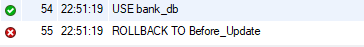 54 22:51:19 USE bank_db
55 22:51:19 ROLLBACK TO Before_Update